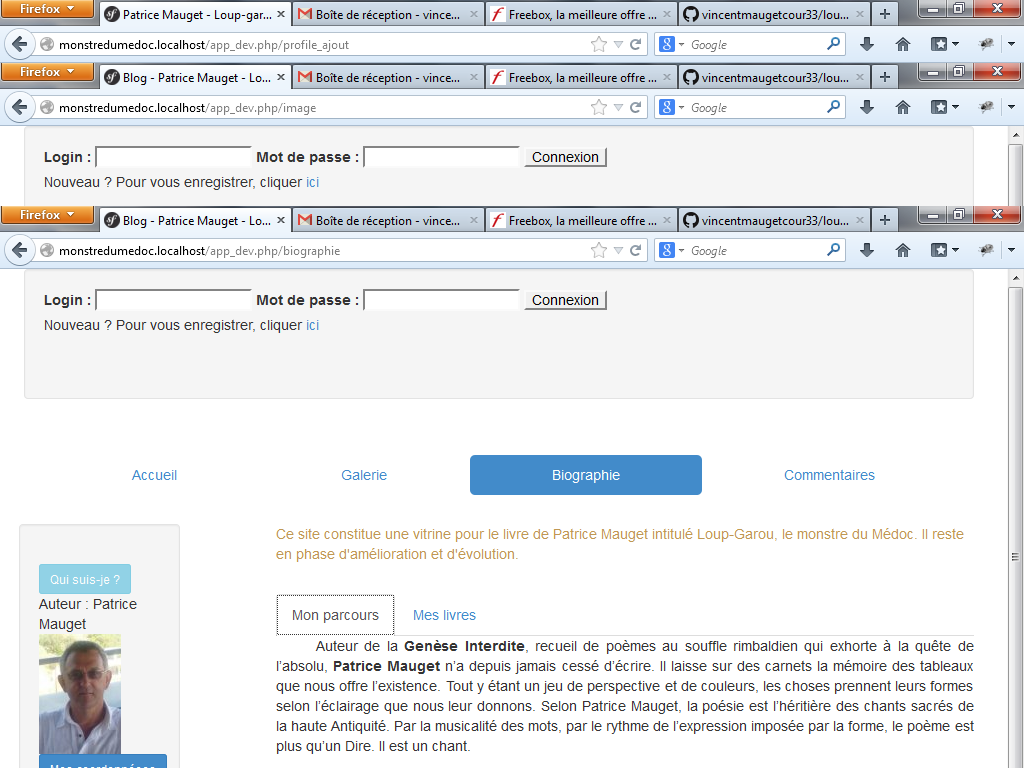 Firefox
Patrice Mauget - Loup-gar... Boîte de réception - vince... Freebox, la meilleure offre ... vincentmaugetcour33/lou...
monstredumedoc.localhost/app_dev.php/profile_ajout
Google
Firefox
Blog - Patrice Mauget - Lo... Boîte de réception - vince... Freebox, la meilleure offre ... vincentmaugetcour33/lou...
monstredumedoc.localhost/app_dev.php/image
Google
Login : Mot de passe : Connexion
Nouveau ? Pour vous enregistrer, cliquer ici
Firefox
Blog - Patrice Mauget - Lo... Boîte de réception - vince... Freebox, la meilleure offre ... vincentmaugetcour33/lou...
monstredumedoc.localhost/app_dev.php/biographie
Google
Login : Mot de passe : Connexion
Nouveau ? Pour vous enregistrer, cliquer ici
Accueil Galerie Biographie Commentaires
Qui suis-je ?
Auteur : Patrice
Mauget
Ce site constitue une vitrine pour le livre de Patrice Mauget intitulé Loup-Garou, le monstre du Médoc. Il reste
en phase d'amélioration et d'évolution.
Mon parcours Mes livres
Auteur de la Genèse Interdite, recueil de poèmes au souffle rimbaldien qui exhorte à la quête de
l'absolu, Patrice Mauget n'a depuis jamais cessé d'écrire. Il laisse sur des carnets la mémoire des tableaux
que nous offre l'existence. Tout y étant un jeu de perspective et de couleurs, les choses prennent leurs formes
selon l'éclairage que nous leur donnons. Selon Patrice Mauget, la poésie est l'héritière des chants sacrés de
la haute Antiquité. Par la musicalité des mots, par le rythme de l'expression imposée par la forme, le poème est
plus qu'un Dire. Il est un chant.